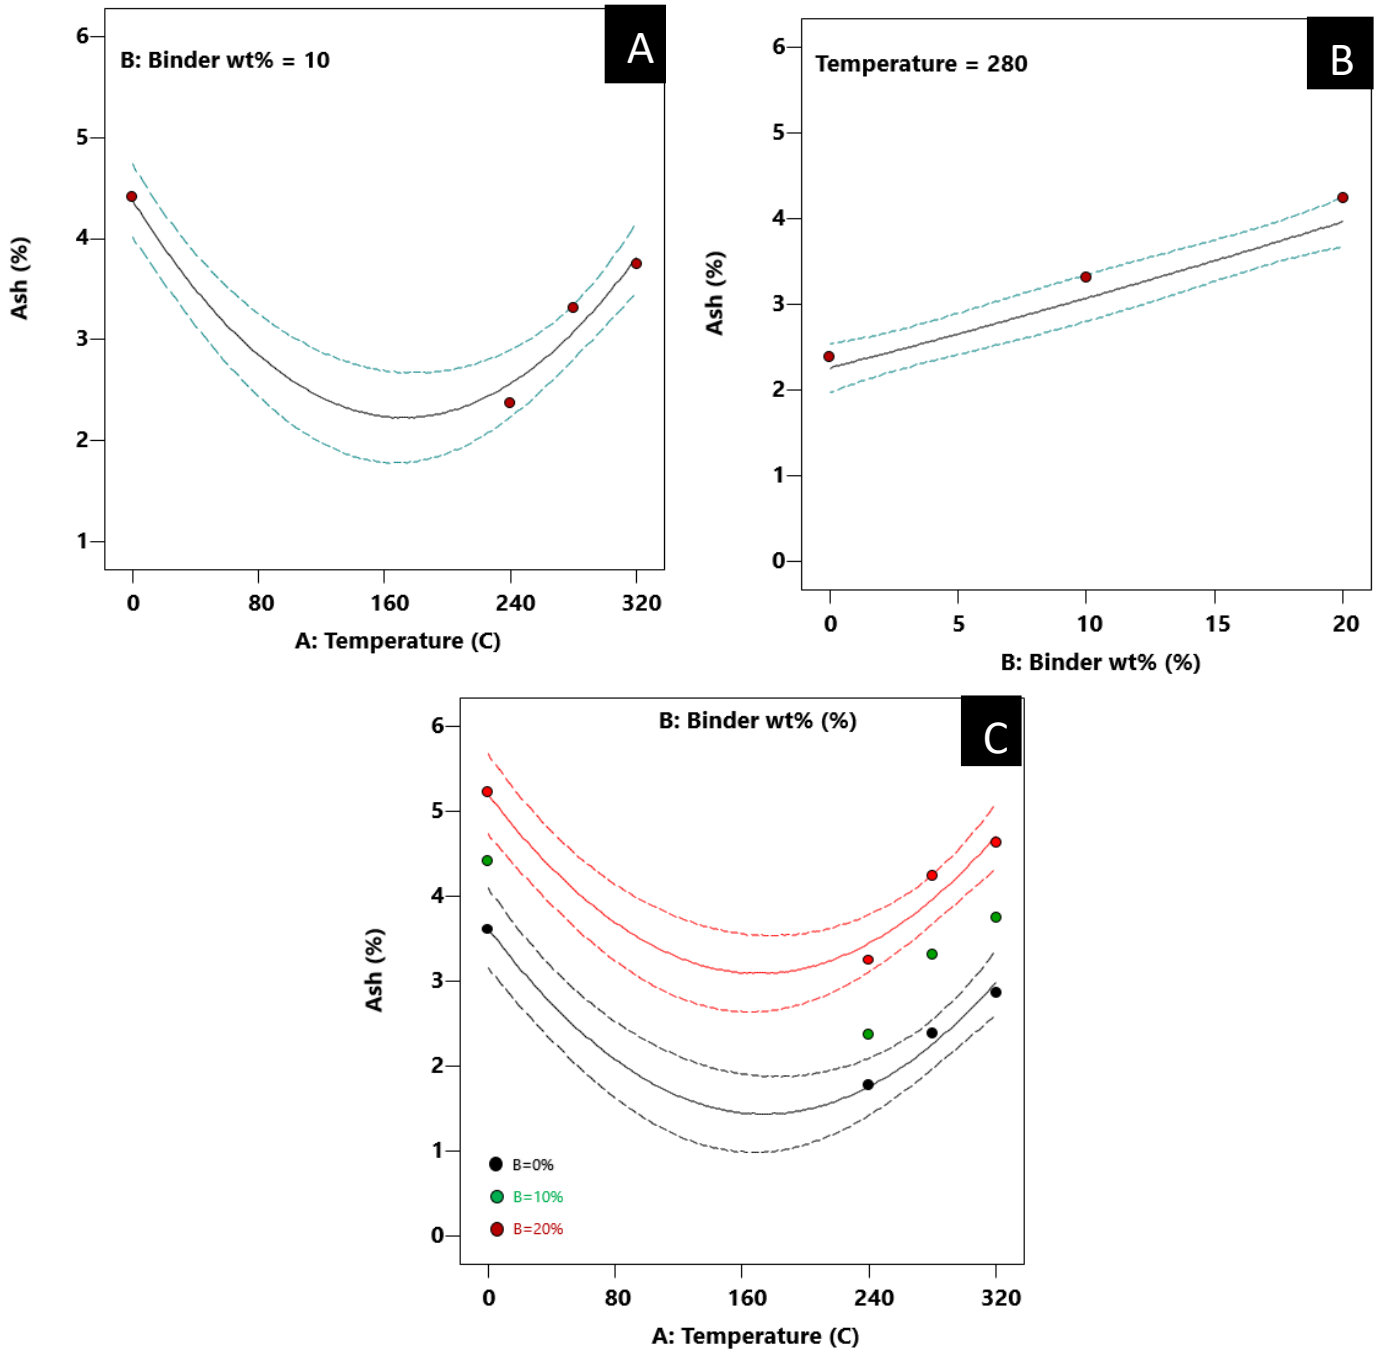 B: Binder wt% = 10
A
6
5
4
3
2
1
Ash (%)
0 80 160 240 320
A: Temperature (C)
Temperature = 280
B
6
5
4
3
2
1
0
Ash (%)
0 5 10 15 20
B: Binder wt% (%)
B: Binder wt% (%)
C
6
5
4
3
2
1
0
Ash (%)
B=0%
B=10%
B=20%
0 80 160 240 320
A: Temperature (C)